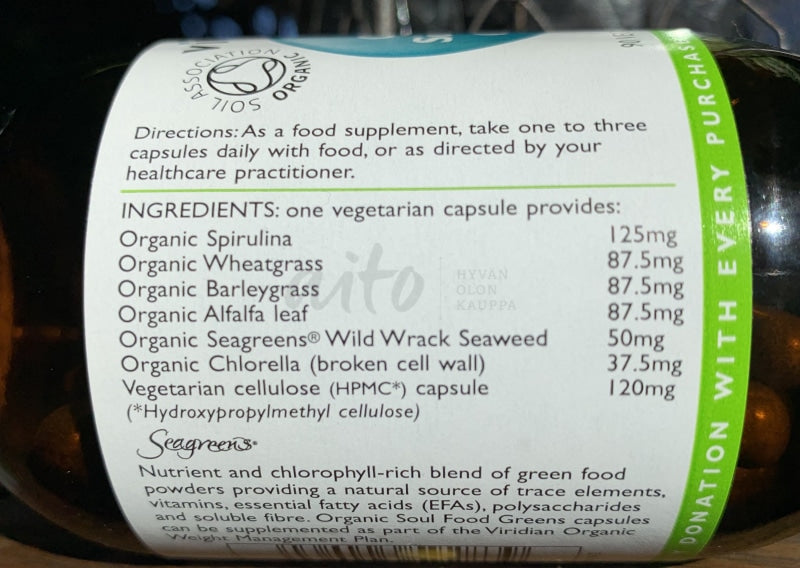 SOIL ASSOCIATION ORGANIC
Directions: As a food supplement, take one to three
capsules daily with food, or as directed by your
healthcare practitioner.
INGREDIENTS: one vegetarian capsule provides:
Organic Spirulina 125mg
Organic Wheatgrass 87.5mg
Organic Barleygrass 87.5mg
Organic Alfalfa leaf 87.5mg
Organic Seagreens® Wild Wrack Seaweed 50mg
Organic Chlorella (broken cell wall) 37.5mg
Vegetarian cellulose (HPMC*) capsule 120mg
(*Hydroxypropylmethyl cellulose)
Seagreens®
Nutrient and chlorophyll-rich blend of green food
powders providing a natural source of trace elements,
vitamins, essential fatty acids (EFAs), polysaccharides
and soluble fibre. Organic Soul Food Greens capsules
can be supplemented as part of the Viridian Organic
Weight Management Plan.
DONATION WITH EVERY PURCHASE
aito
HYVÄN
OLON
KAUPPA